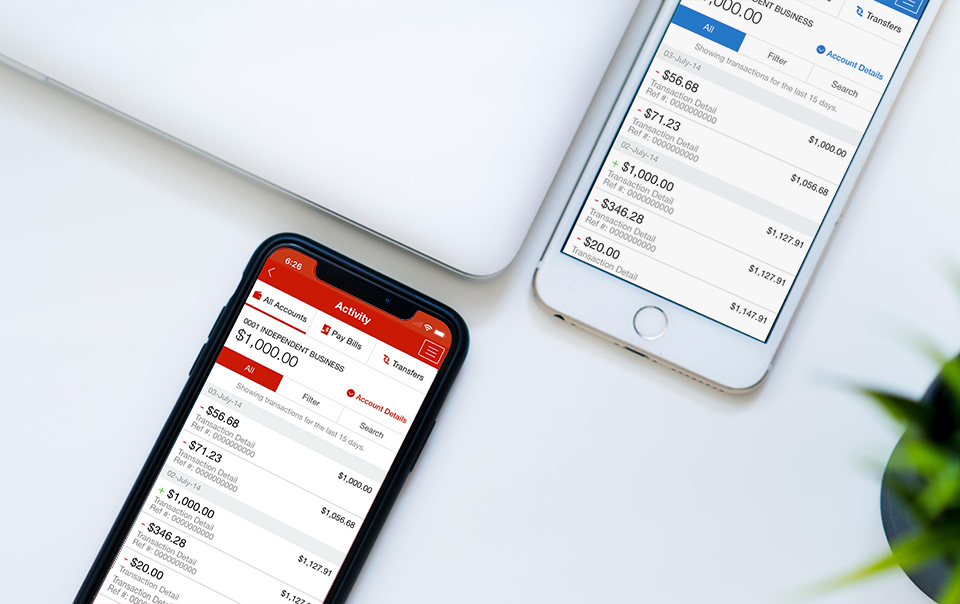 6:26
Activity
All Accounts
Pay Bills
Transfers
0001 INDEPENDENT BUSINESS
$1,000.00
All
Filter
Search
Account Details
Showing transactions for the last 15 days.
03-July-14
- $56.68
Transaction Detail
Ref #: 0000000000
$1,000.00
- $71.23
Transaction Detail
Ref #: 0000000000
$1,056.68
02-July-14
+ $1,000.00
Transaction Detail
Ref #: 0000000000
$1,127.91
- $346.28
Transaction Detail
Ref #: 0000000000
$1,127.91
- $20.00
Transaction Detail
Transfers
ENDENT BUSINESS
$1,000.00
All
Filter
Search
Account Details
Showing transactions for the last 15 days.
03-July-14
- $56.68
Transaction Detail
Ref #: 0000000000
$1,000.00
- $71.23
Transaction Detail
Ref #: 0000000000
$1,056.68
02-July-14
+ $1,000.00
Transaction Detail
Ref #: 0000000000
$1,127.91
- $346.28
Transaction Detail
Ref #: 0000000000
$1,127.91
- $20.00
Transaction Detail
$1,147.91